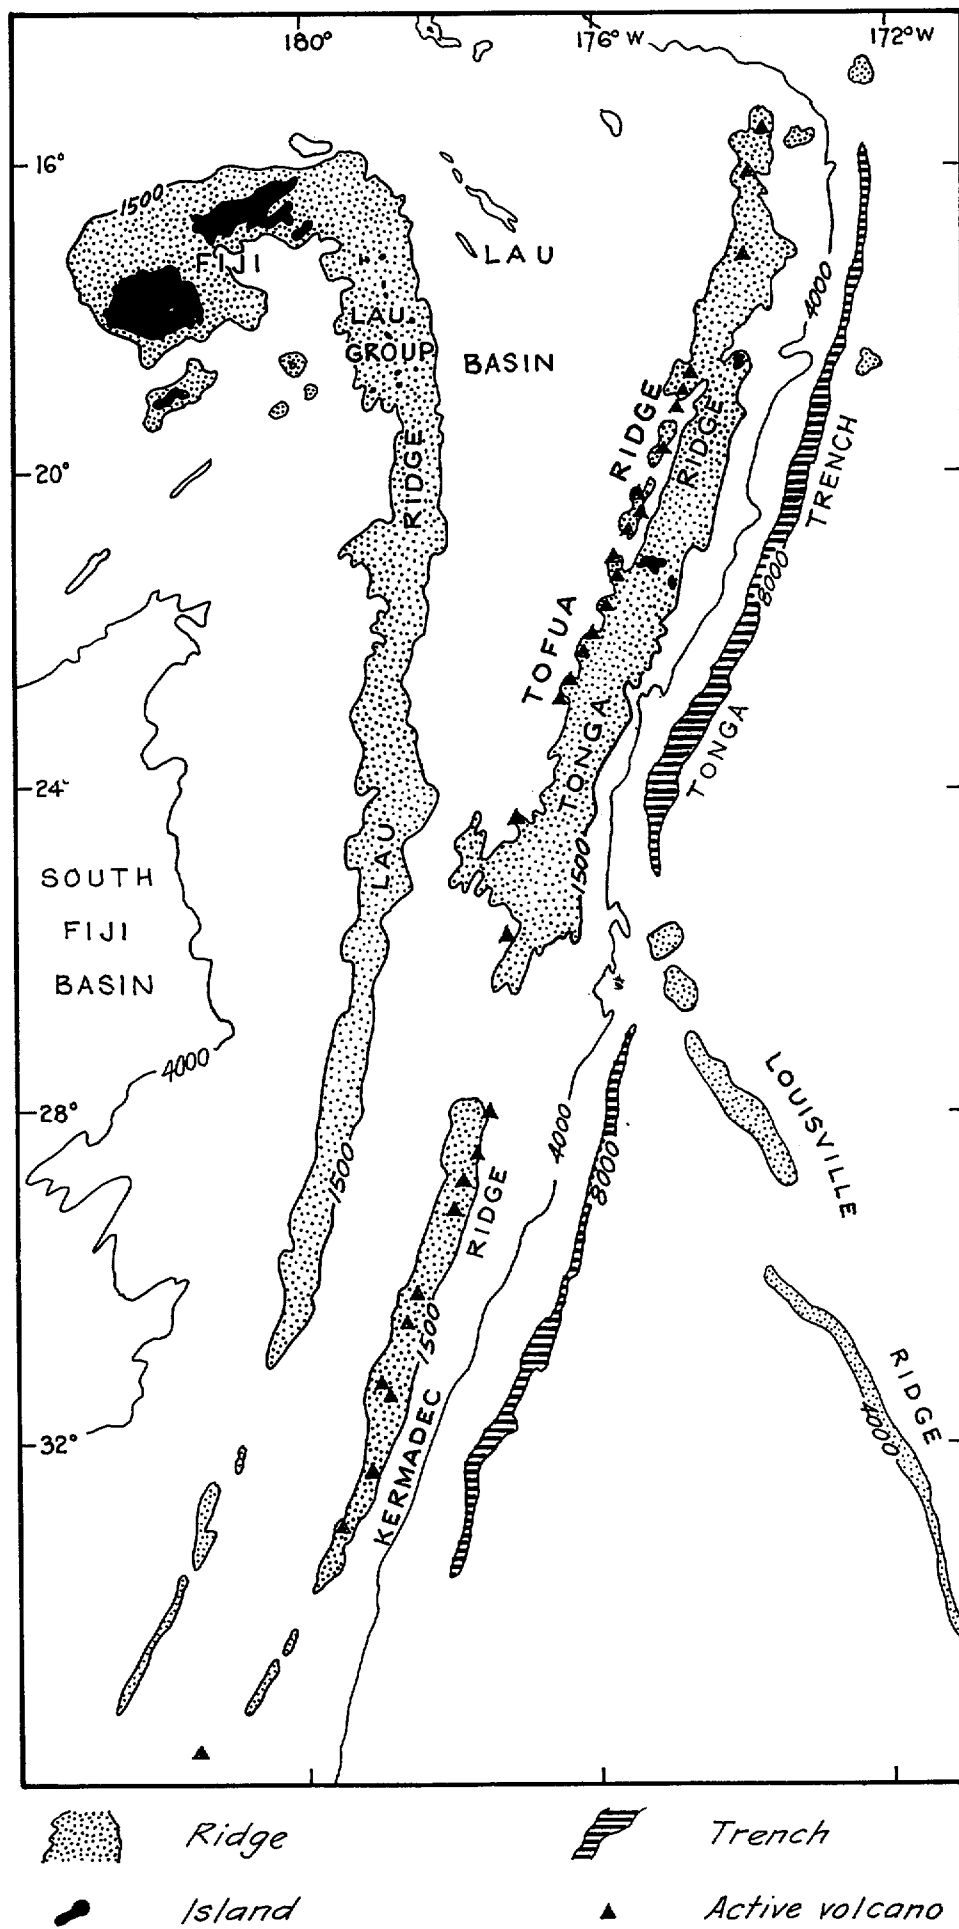 180°
176° W
172° W
16°
1500
FIJI
LAU
LAU
GROUP
BASIN
4000
RIDGE
RIDGE
RIDGE
TRENCH
20°
8000
TOFUA
TONGA
TONGA
24°
LAU
1500
SOUTH
FIJI
BASIN
4000
28°
LOUISVILLE
4000
8000
1500
RIDGE
1500
RIDGE
4000
32°
KERMADEC
Ridge
Trench
Island
Active volcano